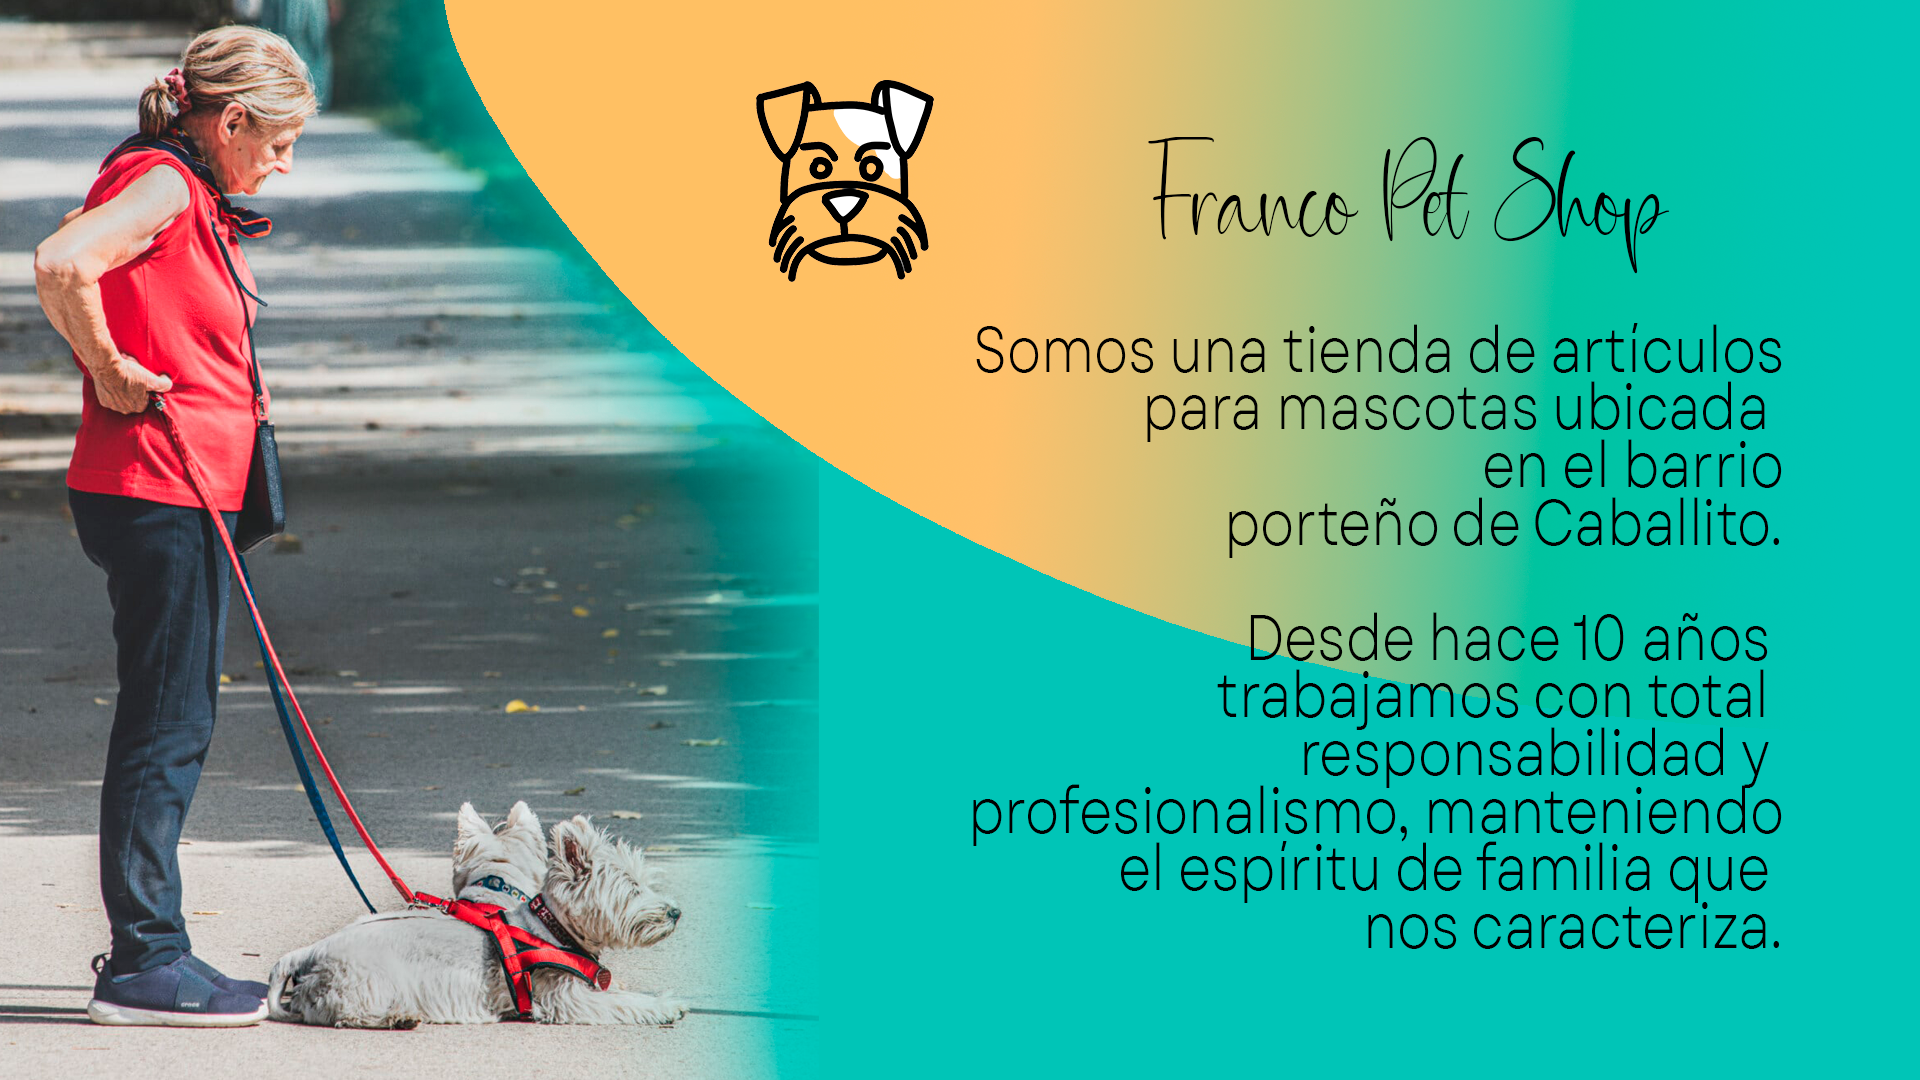 Franco Pet Shop
Somos una tienda de artículos
para mascotas ubicada
en el barrio
porteño de Caballito.
Desde hace 10 años
trabajamos con total
responsabilidad y
profesionalismo, manteniendo
el espíritu de familia que
nos caracteriza.